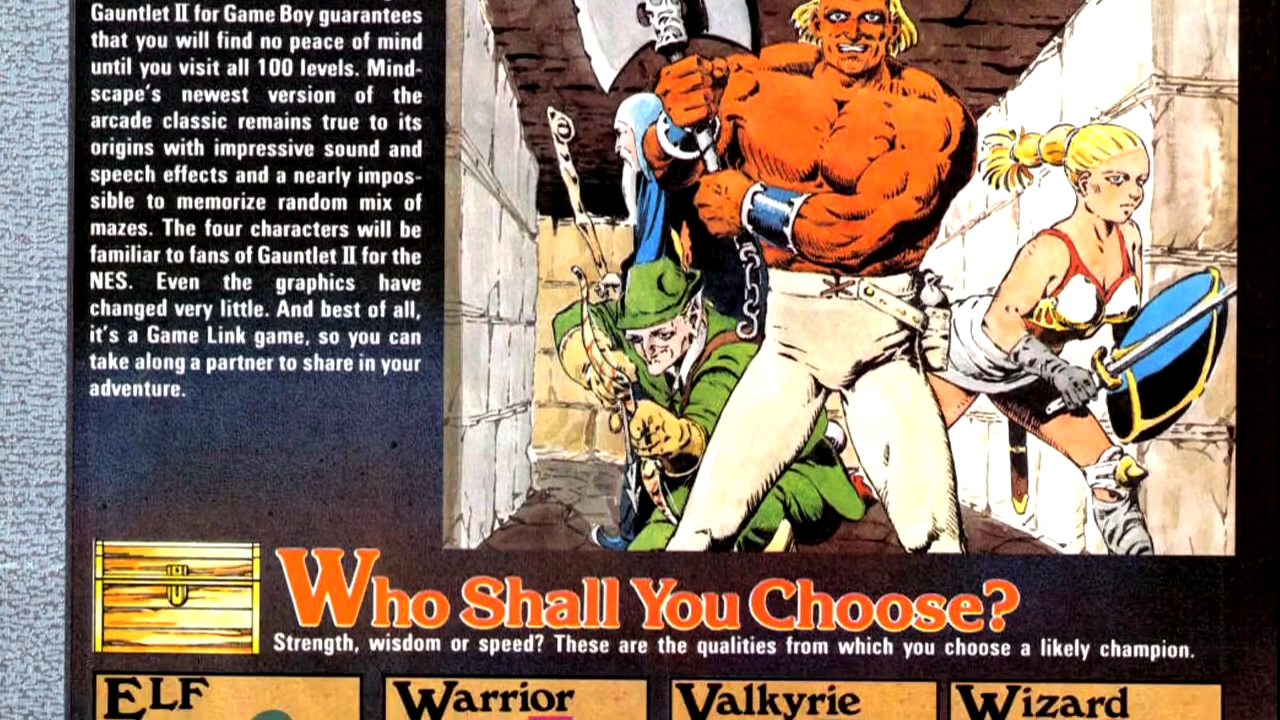 Gauntlet II for Game Boy guarantees
that you will find no peace of mind
until you visit all 100 levels. Mind-
scape's newest version of the
arcade classic remains true to its
origins with impressive sound and
speech effects and a nearly impos-
sible to memorize random mix of
mazes. The four characters will be
familiar to fans of Gauntlet II for the
NES. Even the graphics have
changed very little. And best of all,
it's a Game Link game, so you can
take along a partner to share in your
adventure.
Who Shall You Choose?
Strength, wisdom or speed? These are the qualities from which you choose a likely champion.
ELF
Warrior
Valkyrie
Wizard